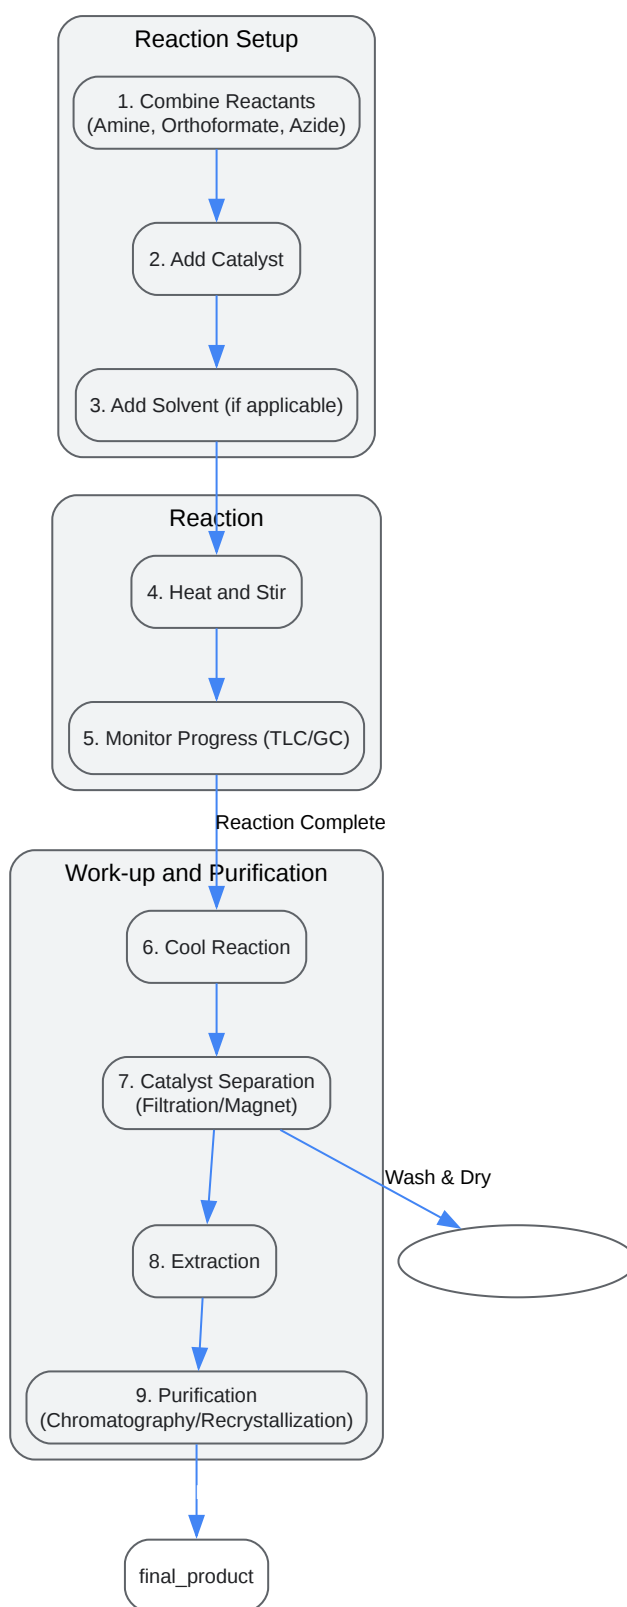 Reaction Setup
1. Combine Reactants
(Amine, Orthoformate, Azide)
2. Add Catalyst
3. Add Solvent (if applicable)
Reaction
4. Heat and Stir
5. Monitor Progress (TLC/GC)
Reaction Complete
Work-up and Purification
6. Cool Reaction
7. Catalyst Separation
(Filtration/Magnet)
Wash & Dry
8. Extraction
9. Purification
(Chromatography/Recrystallization)
final_product